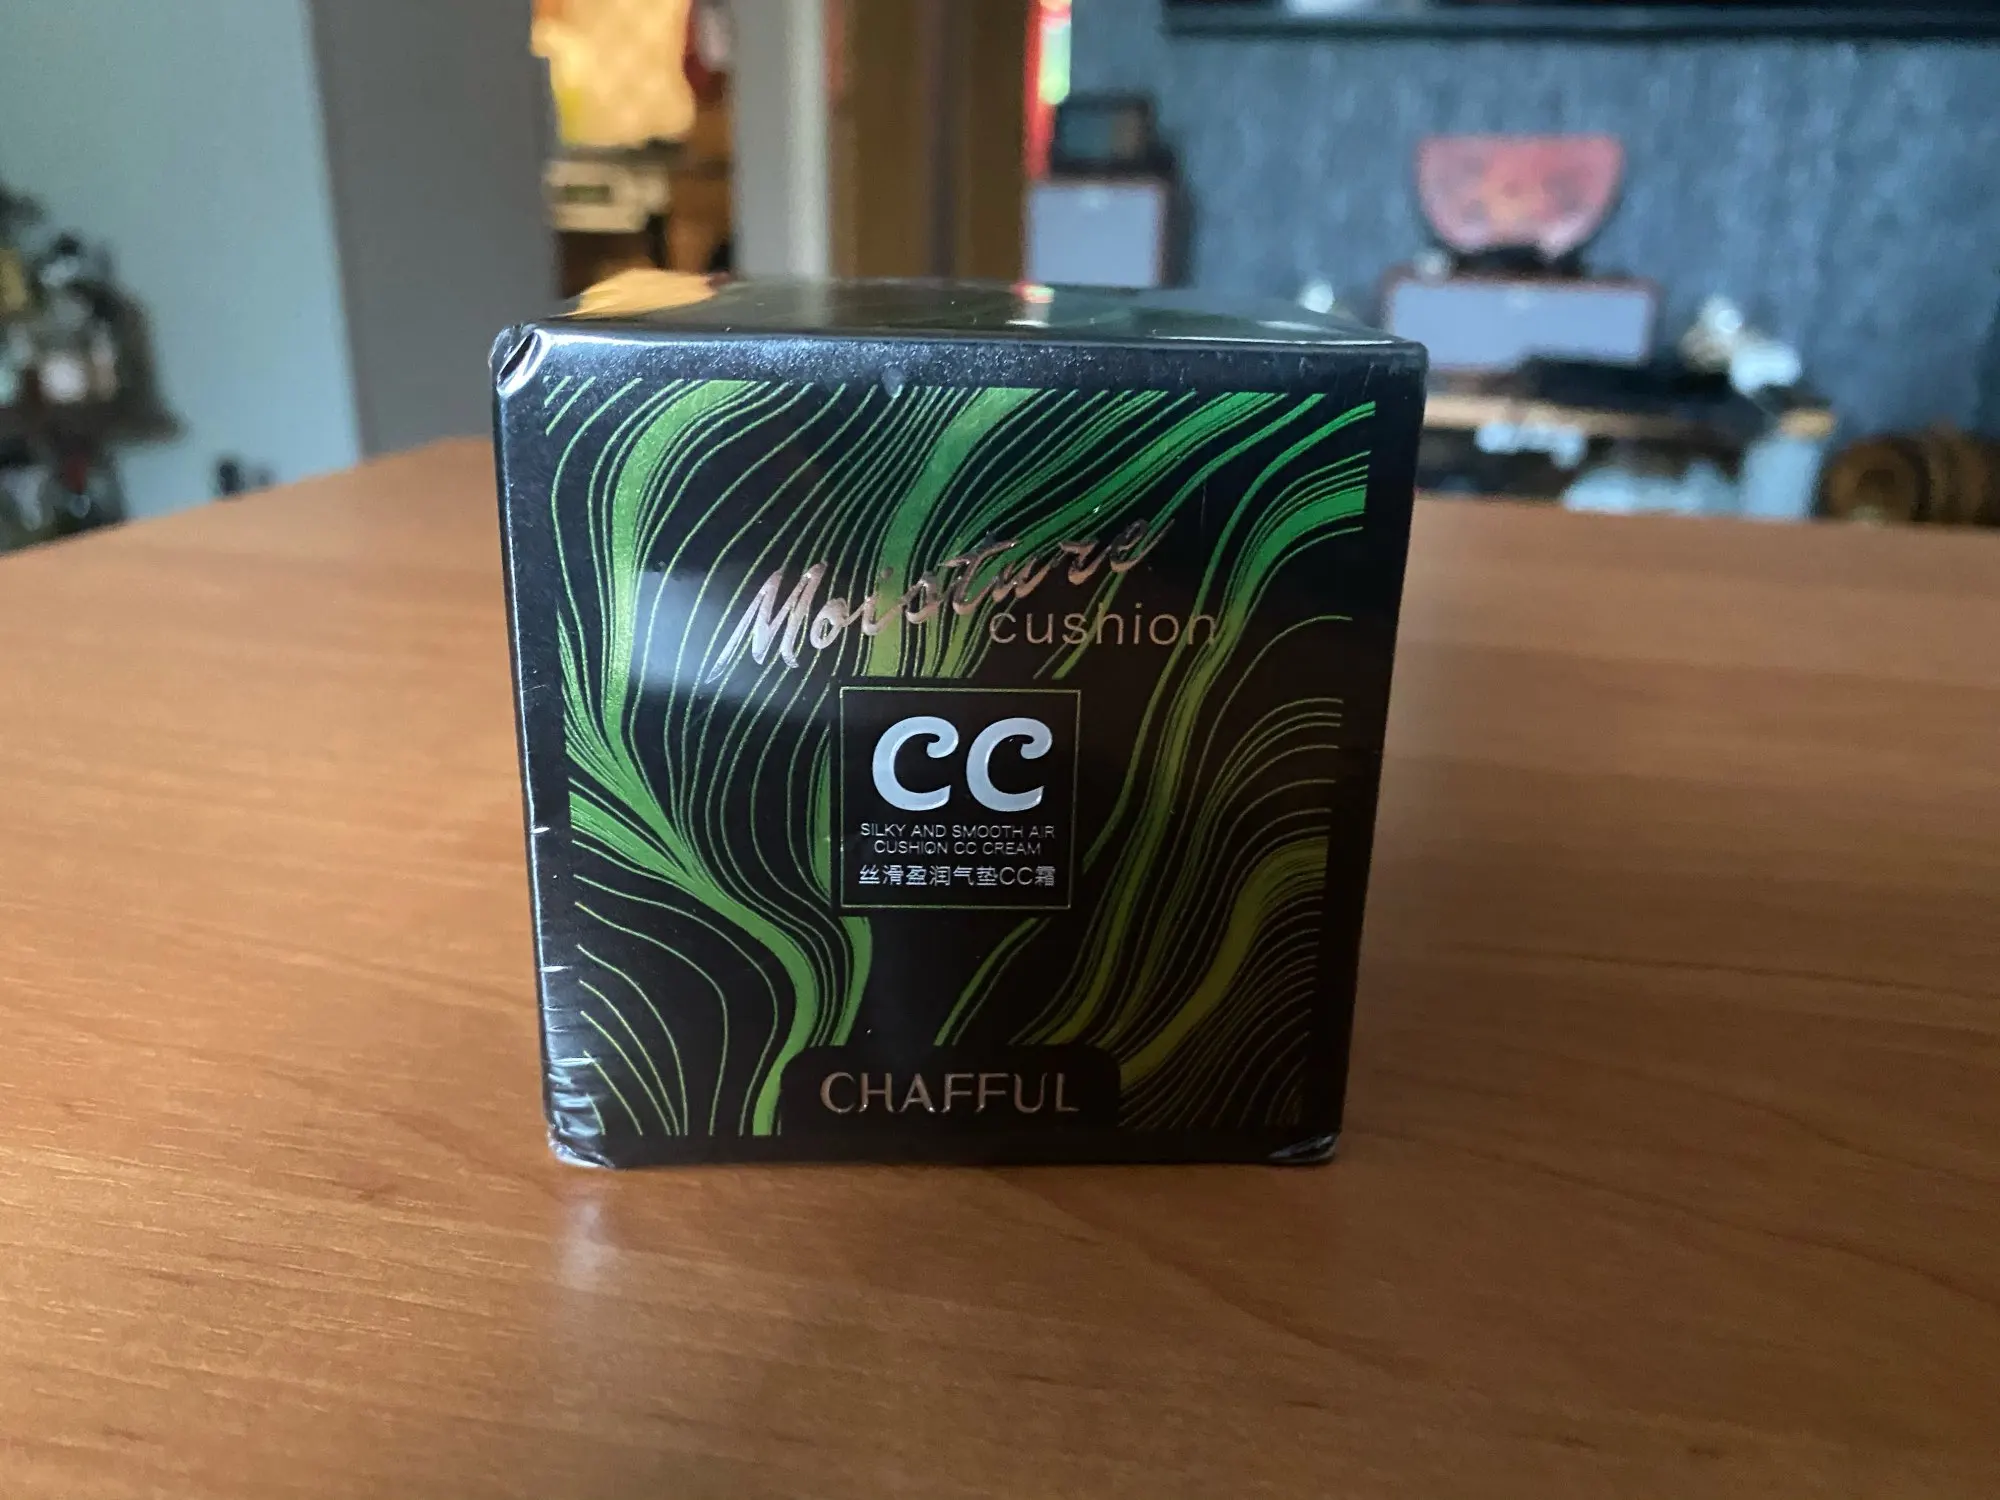 Moisture
cushion
CC
SILKY AND SMOOTH AIR
CUSHION CC CREAM
丝滑盈润气垫CC霜
CHAFFUL